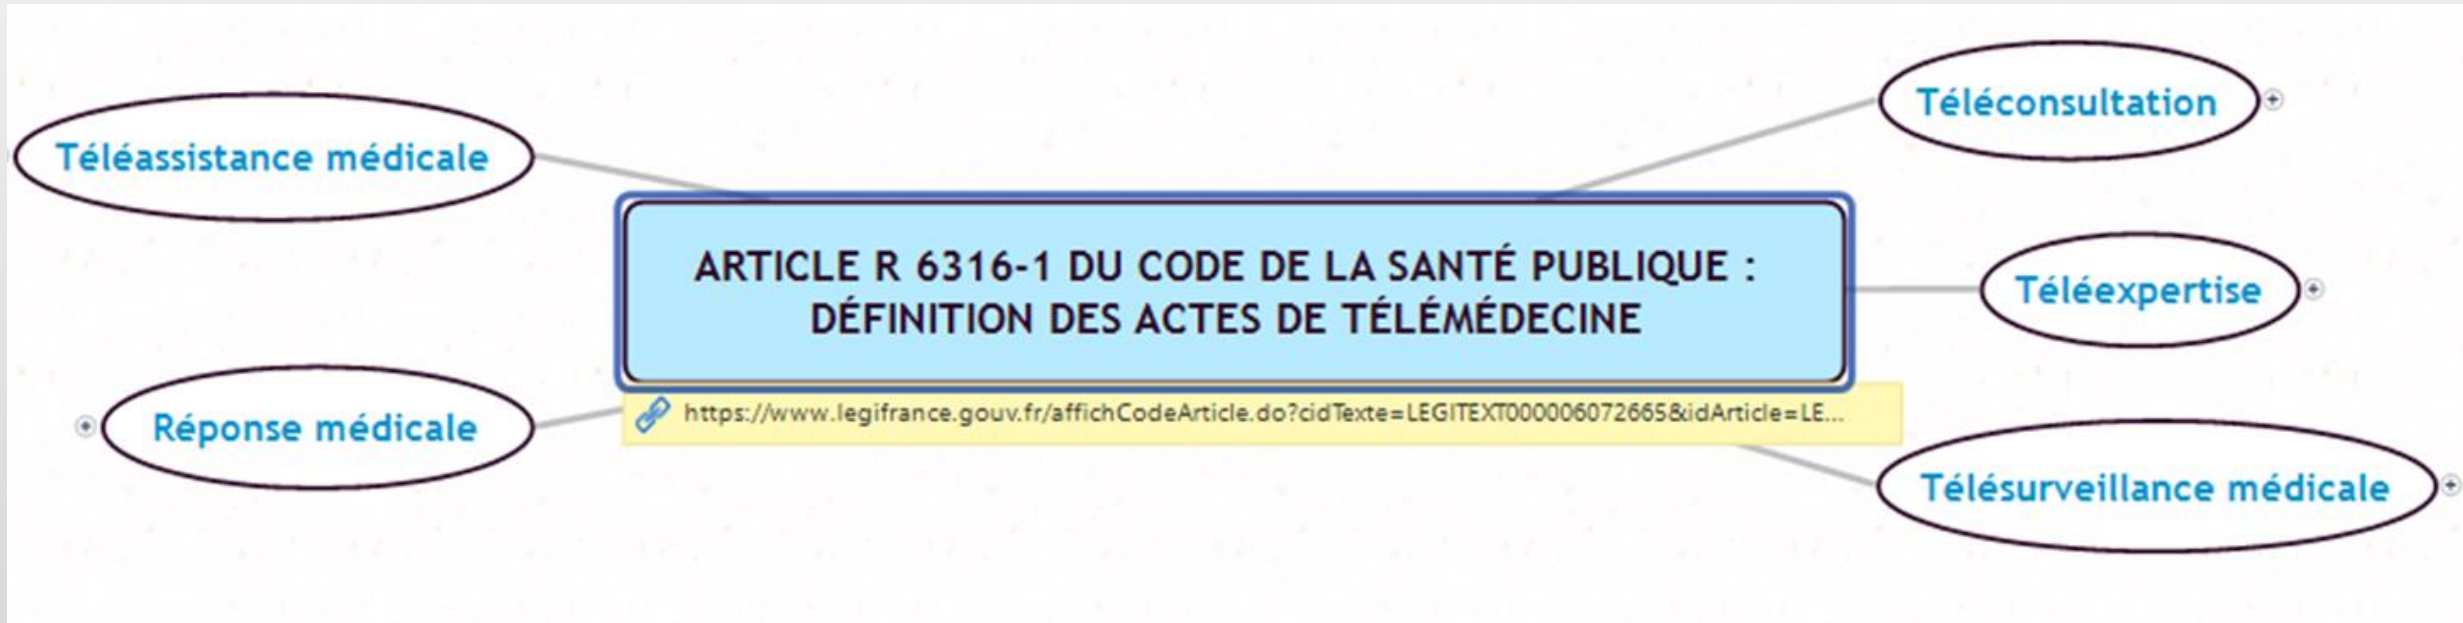 Téléconsultation
Téléassistance médicale
ARTICLE R 6316-1 DU CODE DE LA SANTÉ PUBLIQUE :
DÉFINITION DES ACTES DE TÉLÉMÉDECINE
Téléexpertise
https://www.legifrance.gouv.fr/affichCodeArticle.do?cidTexte=LEGITEXT000006072665&idArticle=LE...
Réponse médicale
Télésurveillance médicale